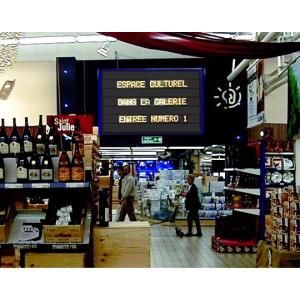 ESPACE CULTUREL
DANS LA GALERIE
ENTREE NUMERO 1
Saint
Julie